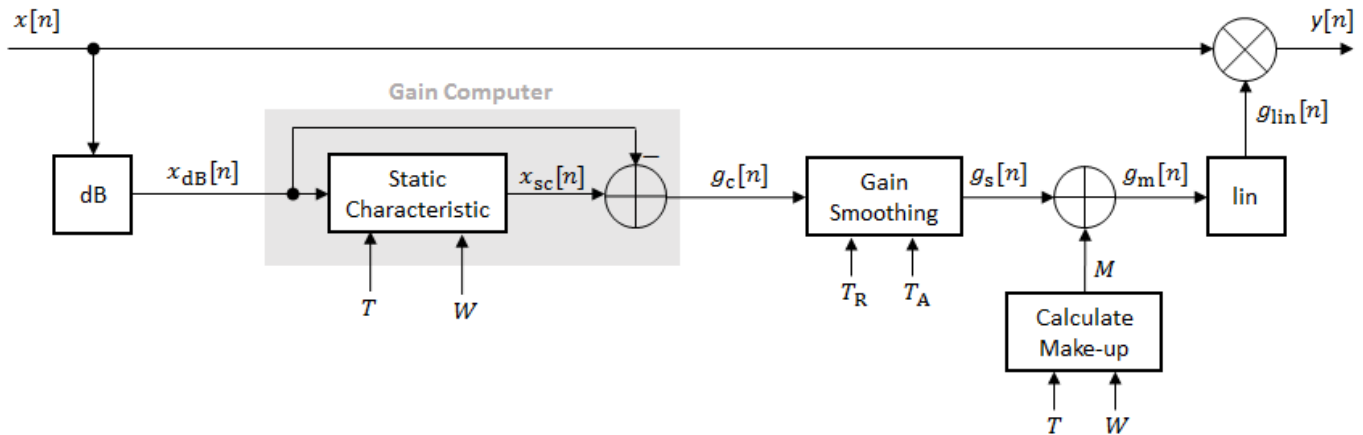 x[n]
y[n]
Gain Computer
g_lin[n]
dB
x_dB[n]
Static
Characteristic
x_sc[n]
−
g_c[n]
Gain
Smoothing
g_s[n]
g_m[n]
lin
T
W
T_R
T_A
M
Calculate
Make-up
T
W